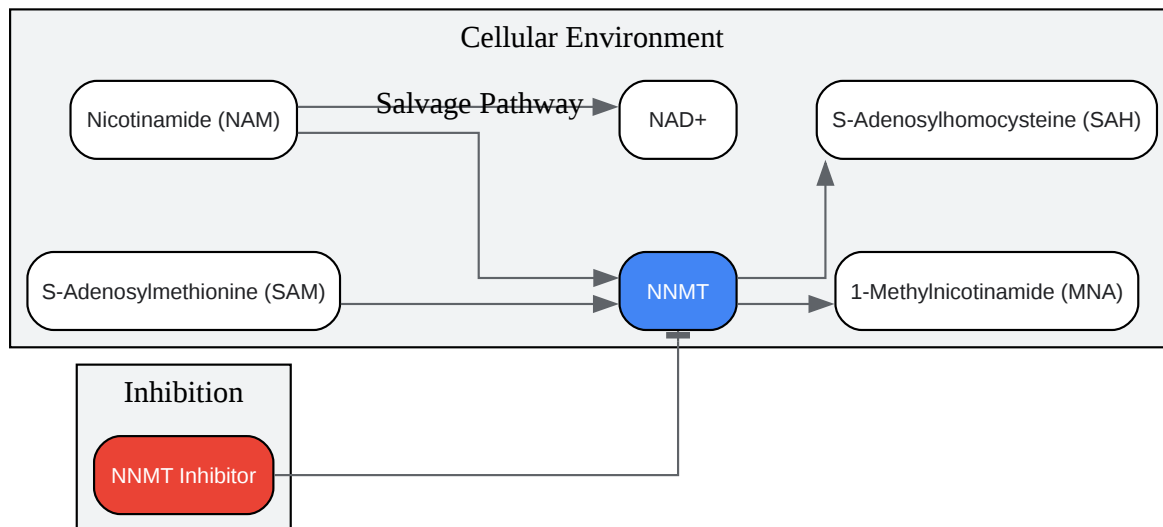 Cellular Environment
Nicotinamide (NAM)
Salvage Pathway
NAD+
S-Adenosylhomocysteine (SAH)
S-Adenosylmethionine (SAM)
NNMT
1-Methylnicotinamide (MNA)
Inhibition
NNMT Inhibitor